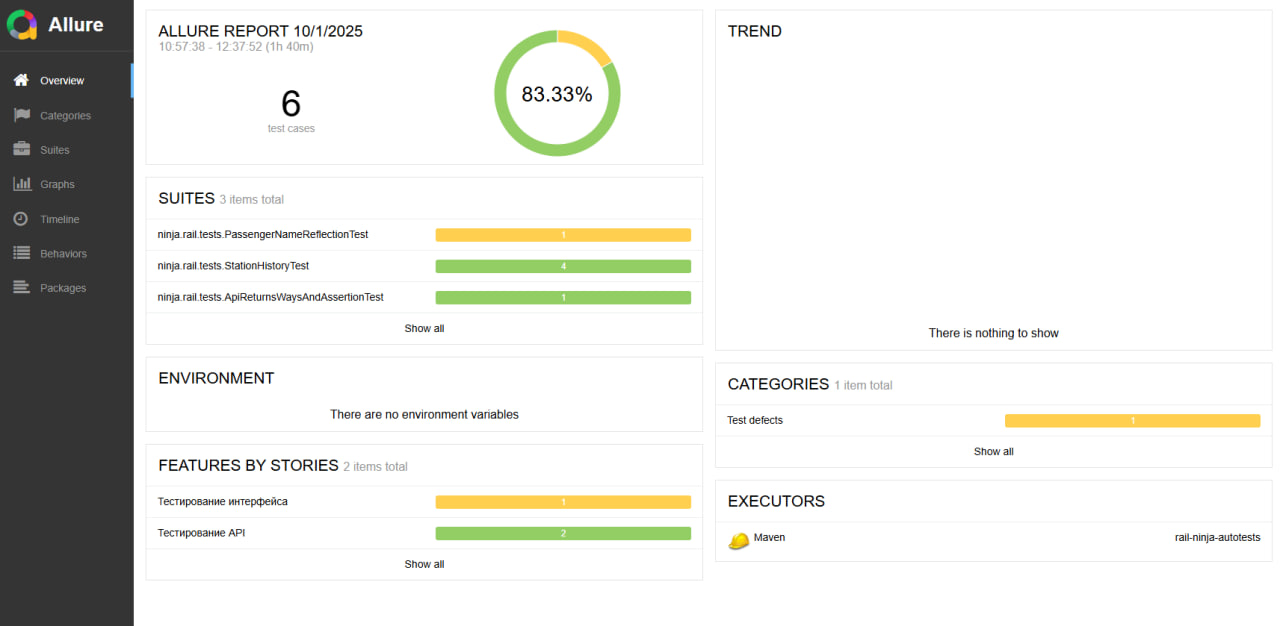 Allure
Overview
Categories
Suites
Graphs
Timeline
Behaviors
Packages
ALLURE REPORT 10/1/2025
10:57:38 - 12:37:52 (1h 40m)
6
test cases
83.33%
SUITES 3 items total
ninja.rail.tests.PassengerNameReflectionTest 1
ninja.rail.tests.StationHistoryTest 4
ninja.rail.tests.ApiReturnsWaysAndAssertionTest 1
Show all
ENVIRONMENT
There are no environment variables
FEATURES BY STORIES 2 items total
Тестирование интерфейса 1
Тестирование API 2
Show all
TREND
There is nothing to show
CATEGORIES 1 item total
Test defects 1
Show all
EXECUTORS
Maven rail-ninja-autotests